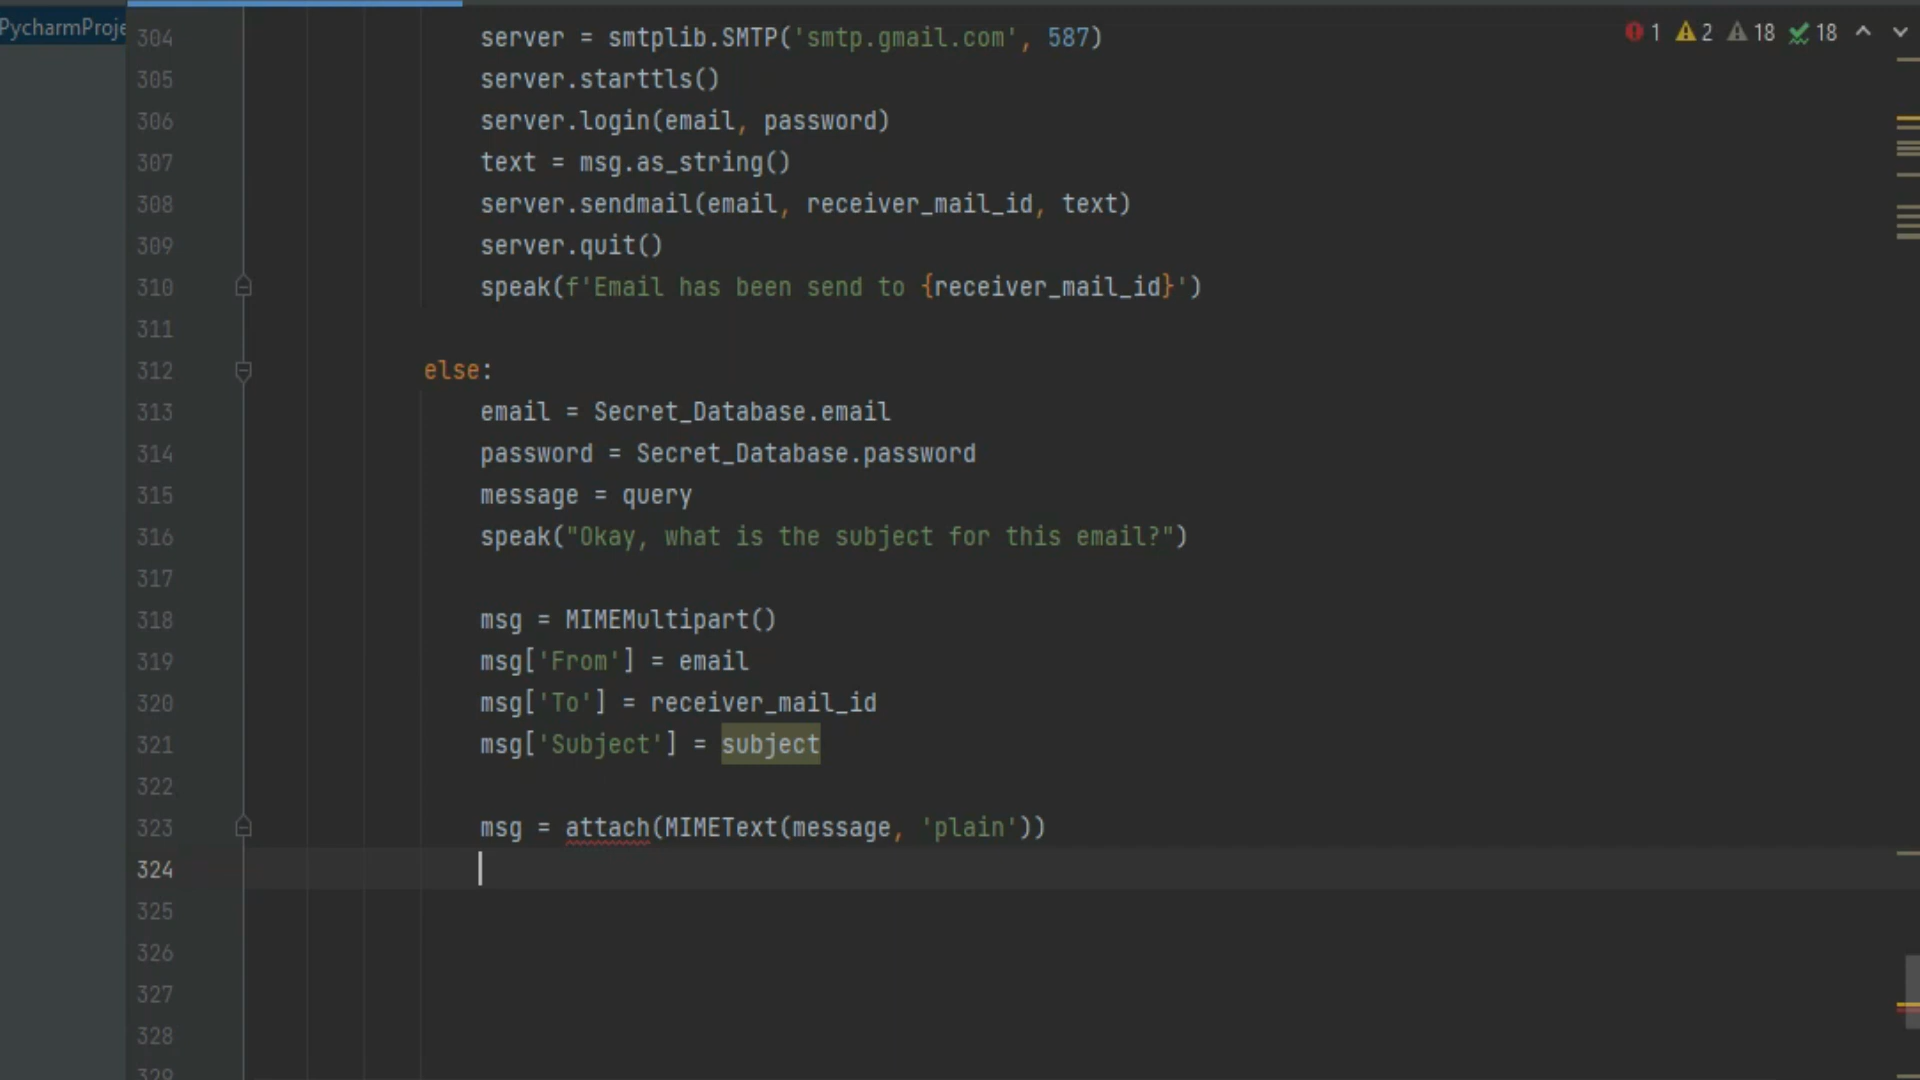 PycharmProje
1 2 18 18
304 server = smtplib.SMTP('smtp.gmail.com', 587)
305 server.starttls()
306 server.login(email, password)
307 text = msg.as_string()
308 server.sendmail(email, receiver_mail_id, text)
309 server.quit()
310 speak(f'Email has been send to {receiver_mail_id}')
311
312 else:
313 email = Secret_Database.email
314 password = Secret_Database.password
315 message = query
316 speak("Okay, what is the subject for this email?")
317
318 msg = MIMEMultipart()
319 msg['From'] = email
320 msg['To'] = receiver_mail_id
321 msg['Subject'] = subject
322
323 msg = attach(MIMEText(message, 'plain'))
324
325
326
327
328
329